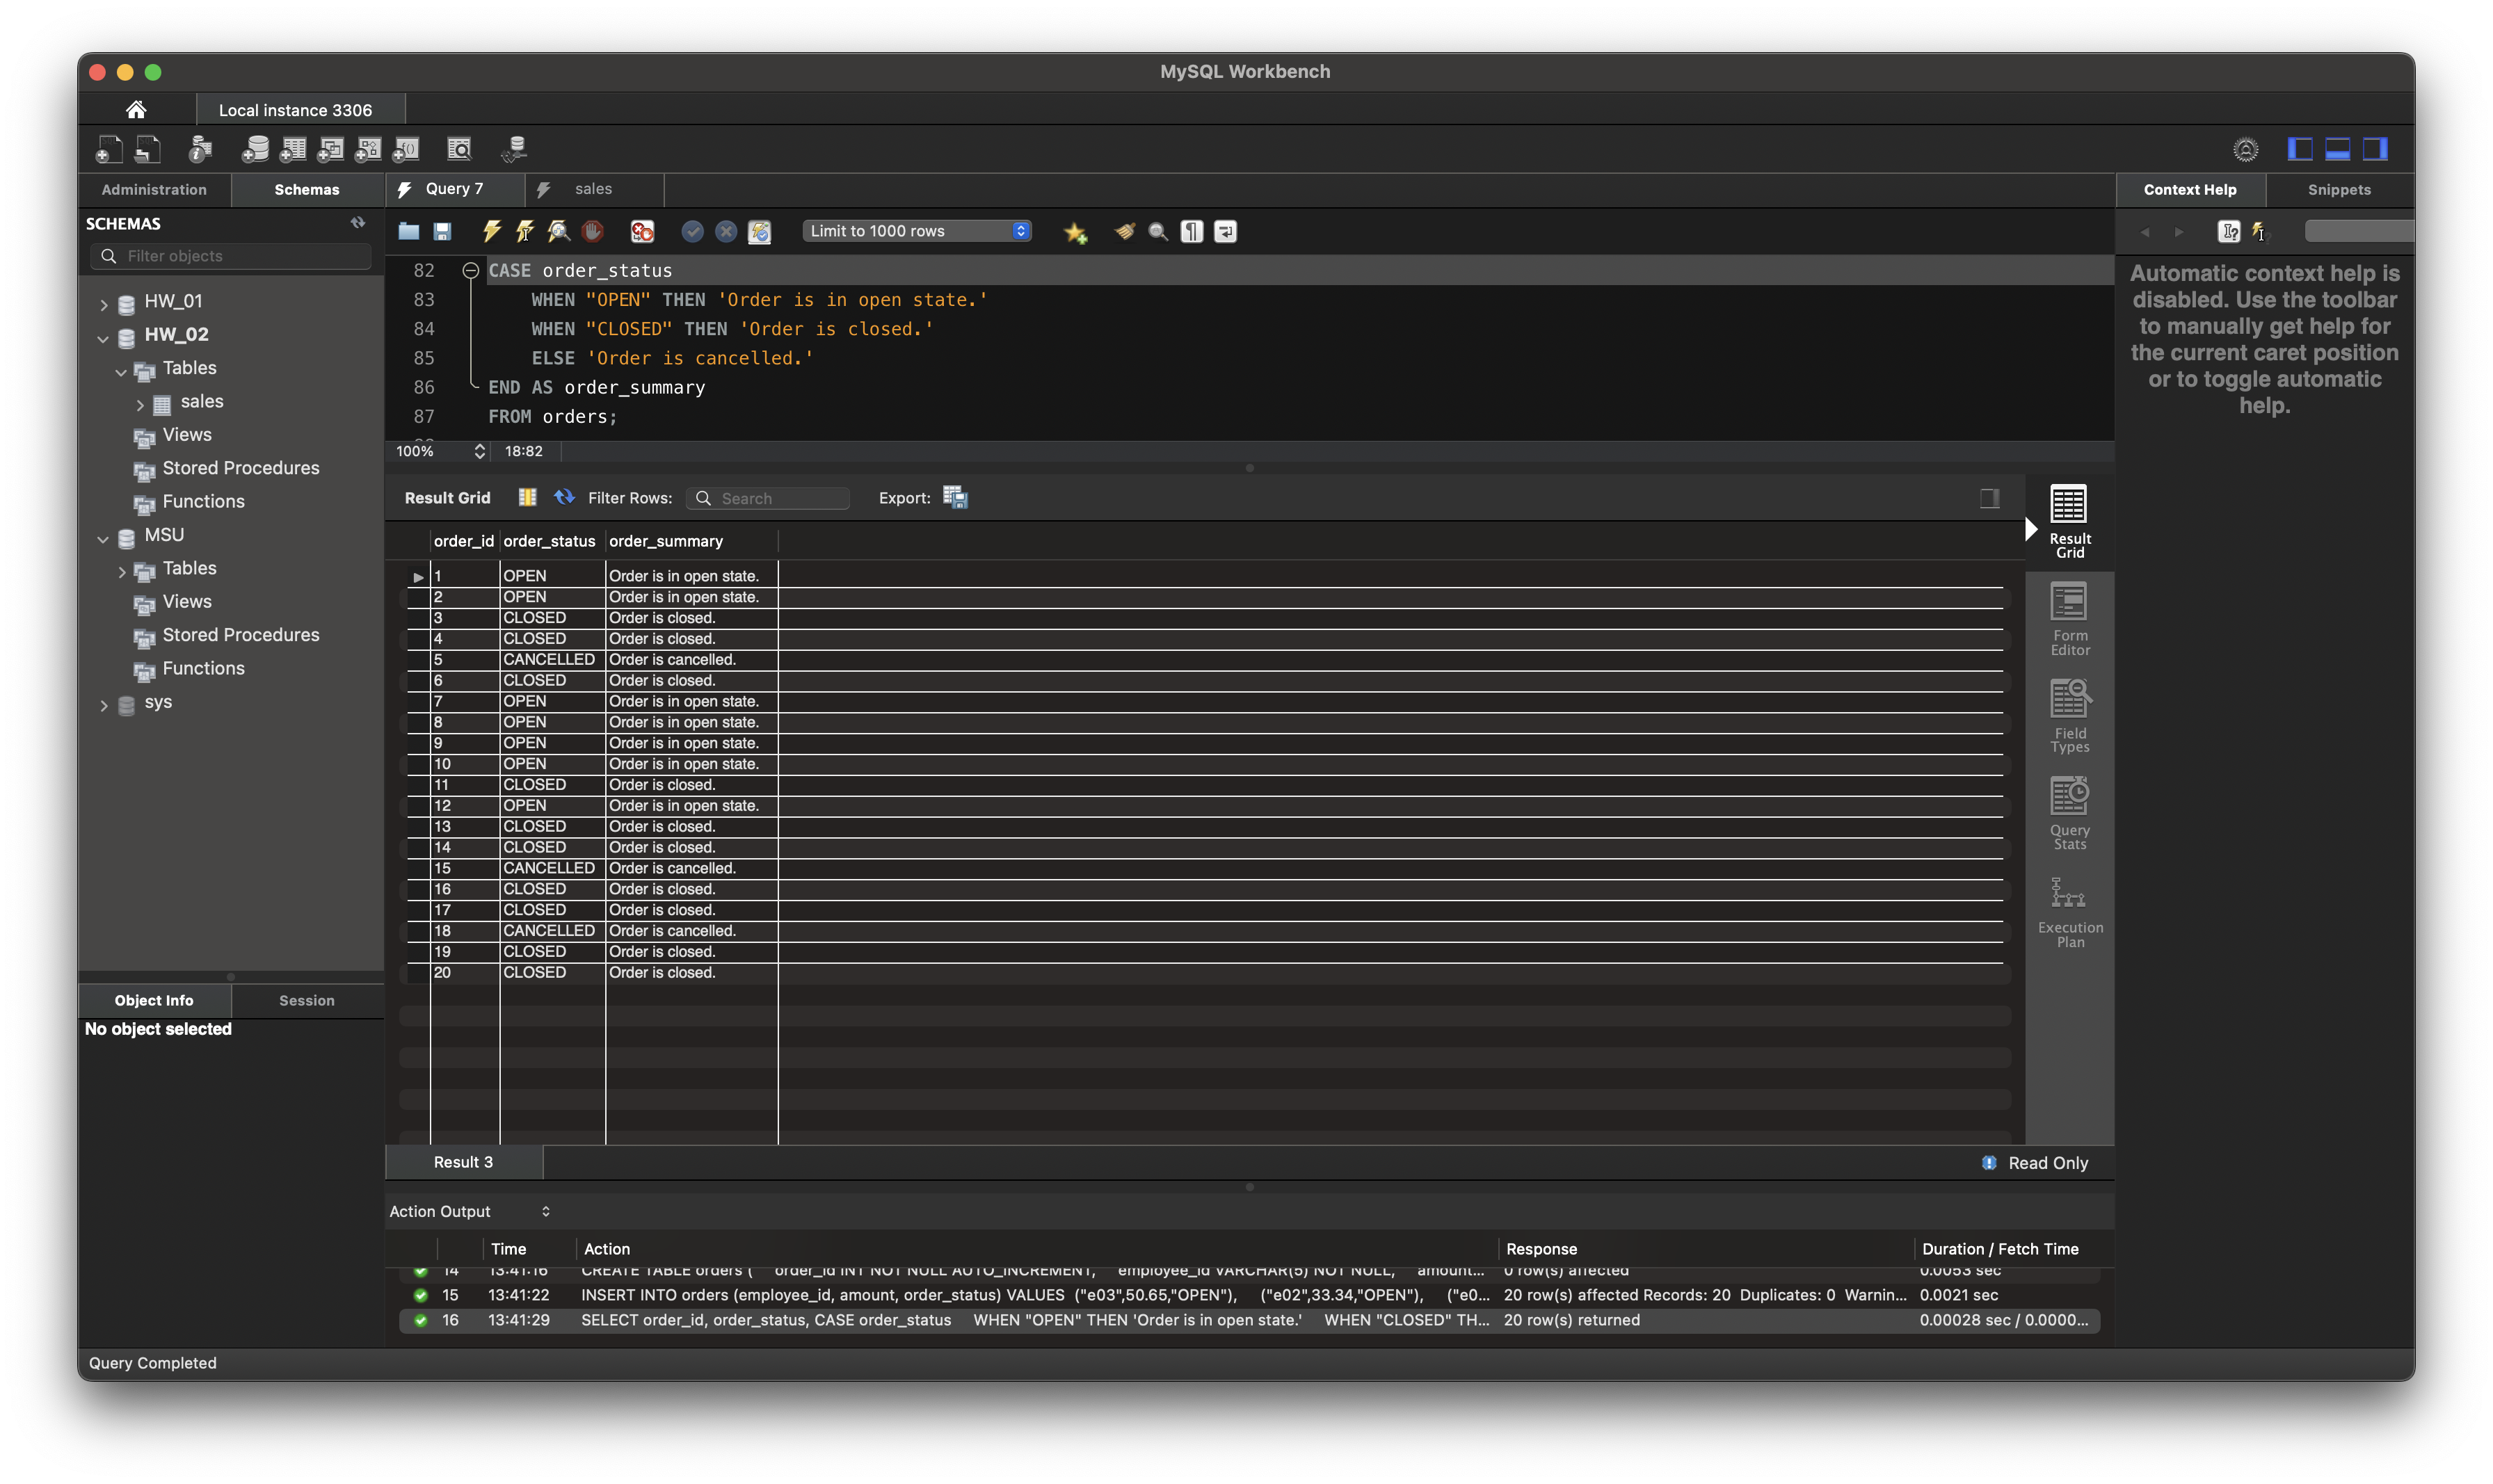 MySQL Workbench
Local instance 3306
Administration
Schemas
Query 7
sales
Context Help
Snippets
SCHEMAS
Filter objects
Limit to 1000 rows
HW_01
HW_02
Tables
sales
Views
Stored Procedures
Functions
MSU
Tables
Views
Stored Procedures
Functions
sys
82 CASE order_status
83 WHEN "OPEN" THEN 'Order is in open state.'
84 WHEN "CLOSED" THEN 'Order is closed.'
85 ELSE 'Order is cancelled.'
86 END AS order_summary
87 FROM orders;
100% 18:82
Automatic context help is
disabled. Use the toolbar
to manually get help for
the current caret position
or to toggle automatic
help.
Result Grid Filter Rows: Search Export:
order_id order_status order_summary
1 OPEN Order is in open state.
2 OPEN Order is in open state.
3 CLOSED Order is closed.
4 CLOSED Order is closed.
5 CANCELLED Order is cancelled.
6 CLOSED Order is closed.
7 OPEN Order is in open state.
8 OPEN Order is in open state.
9 OPEN Order is in open state.
10 OPEN Order is in open state.
11 CLOSED Order is closed.
12 OPEN Order is in open state.
13 CLOSED Order is closed.
14 CLOSED Order is closed.
15 CANCELLED Order is cancelled.
16 CLOSED Order is closed.
17 CLOSED Order is closed.
18 CANCELLED Order is cancelled.
19 CLOSED Order is closed.
20 CLOSED Order is closed.
Result
Grid
Form
Editor
Field
Types
Query
Stats
Execution
Plan
Object Info
Session
No object selected
Result 3
Read Only
Action Output
Time Action Response Duration / Fetch Time
14 13:41:16 CREATE TABLE orders ( order_id INT NOT NULL AUTO_INCREMENT, employee_id VARCHAR(5) NOT NULL, amount... 0 row(s) affected 0.0053 sec
15 13:41:22 INSERT INTO orders (employee_id, amount, order_status) VALUES ("e03",50.65,"OPEN"), ("e02",33.34,"OPEN"), ("e0... 20 row(s) affected Records: 20 Duplicates: 0 Warnin... 0.0021 sec
16 13:41:29 SELECT order_id, order_status, CASE order_status WHEN "OPEN" THEN 'Order is in open state.' WHEN "CLOSED" TH... 20 row(s) returned 0.00028 sec / 0.0000...
Query Completed